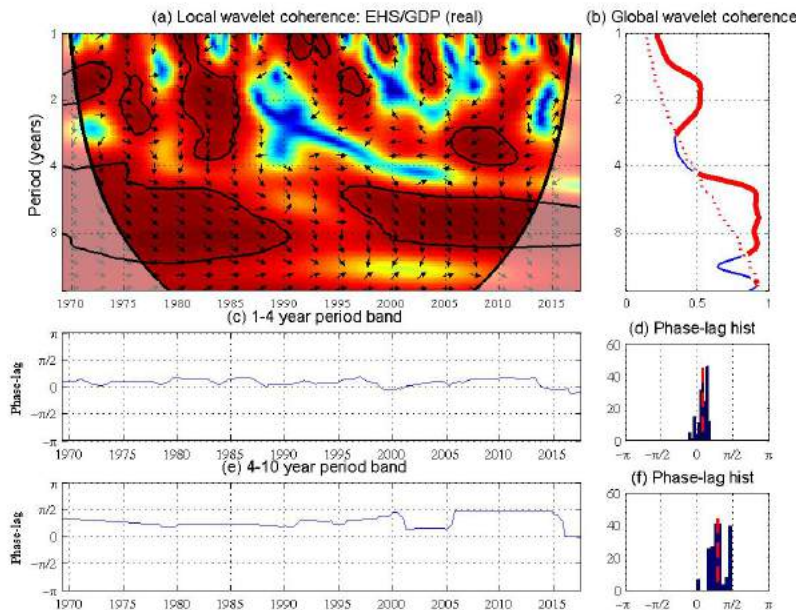 (a) Local wavelet coherence: EHS/GDP (real)
(b) Global wavelet coherence
Period (years)
1
2
4
8
1970 1975 1980 1985 1990 1995 2000 2005 2010 2015
1
2
4
8
0 0.5 1
(c) 1-4 year period band
(d) Phase-lag hist
Phase-lag
π
π/2
0
−π/2
−π
1970 1975 1980 1985 1990 1995 2000 2005 2010 2015
60
40
20
0
−π −π/2 0 π/2 π
(e) 4-10 year period band
(f) Phase-lag hist
Phase-lag
π
π/2
0
−π/2
−π
1970 1975 1980 1985 1990 1995 2000 2005 2010 2015
60
40
20
0
−π −π/2 0 π/2 π